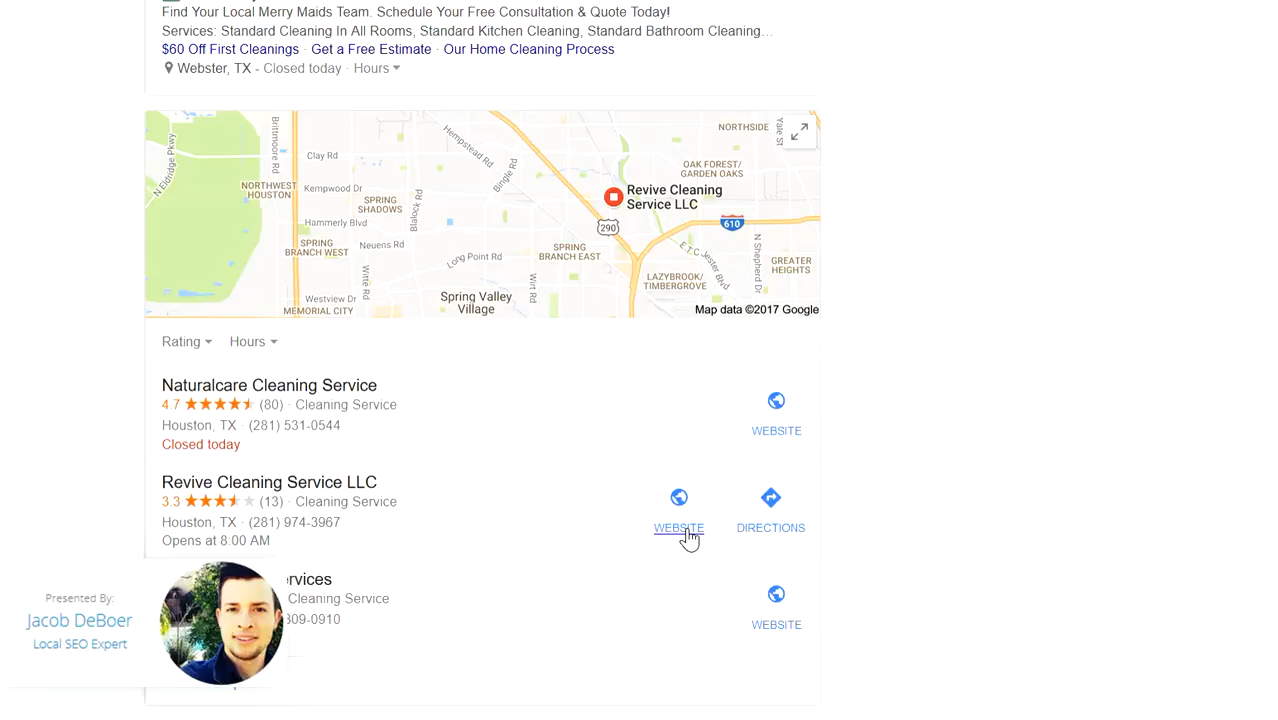 Find Your Local Merry Maids Team. Schedule Your Free Consultation & Quote Today!
Services: Standard Cleaning In All Rooms, Standard Kitchen Cleaning, Standard Bathroom Cleaning…
$60 Off First Cleanings · Get a Free Estimate · Our Home Cleaning Process
Webster, TX - Closed today · Hours
N Eldridge Pkwy
Brittmoore Rd
Clay Rd
Hempstead Rd
Bingle Rd
NORTHSIDE
Yale St
OAK FOREST/
GARDEN OAKS
NORTHWEST
HOUSTON
Kempwood Dr
SPRING
SHADOWS
Blalock Rd
Revive Cleaning
Service LLC
Hammerly Blvd
290
610
SPRING
BRANCH WEST
Neuens Rd
Long Point Rd
SPRING
BRANCH EAST
E.T.C Jester Blvd
N Shepherd Dr
GREATER
HEIGHTS
Witte Rd
Wirt Rd
LAZYBROOK/
TIMBERGROVE
Westview Dr
MEMORIAL CITY
Spring Valley
Village
Map data ©2017 Google
Rating Hours
Naturalcare Cleaning Service
4.7 (80) · Cleaning Service
Houston, TX · (281) 531-0544
Closed today
WEBSITE
Revive Cleaning Service LLC
3.3 (13) · Cleaning Service
Houston, TX · (281) 974-3967
Opens at 8:00 AM
WEBSITE DIRECTIONS
Cleaning Service
809-0910
WEBSITE
Presented By:
Jacob DeBoer
Local SEO Expert